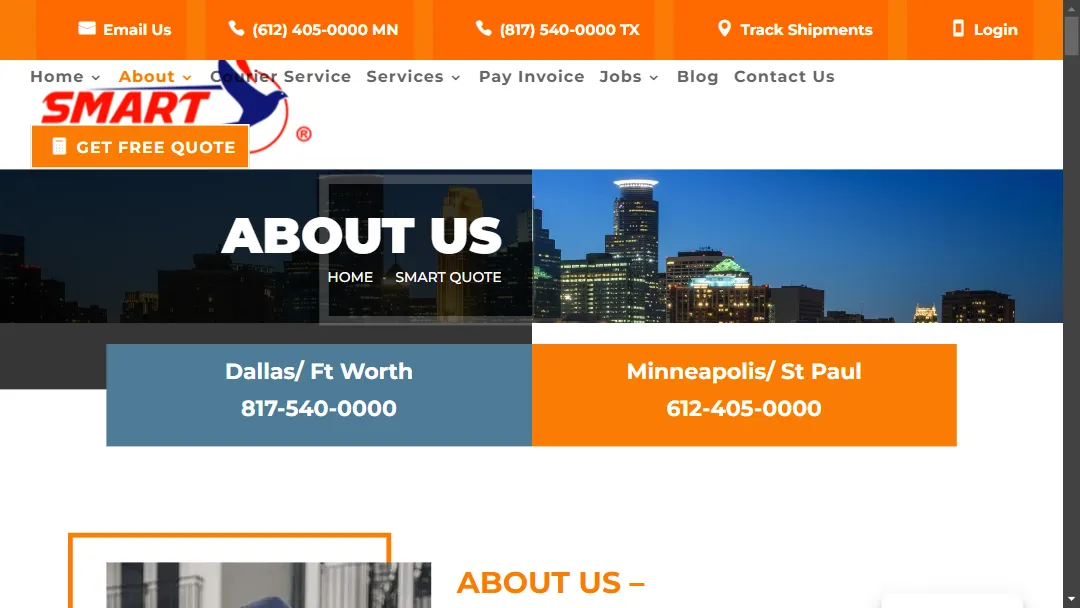 Email Us
(612) 405-0000 MN
(817) 540-0000 TX
Track Shipments
Login
Home About Courier Service Services Pay Invoice Jobs Blog Contact Us
SMART
®
GET FREE QUOTE
ABOUT US
HOME - SMART QUOTE
Dallas/ Ft Worth
817-540-0000
Minneapolis/ St Paul
612-405-0000
ABOUT US –